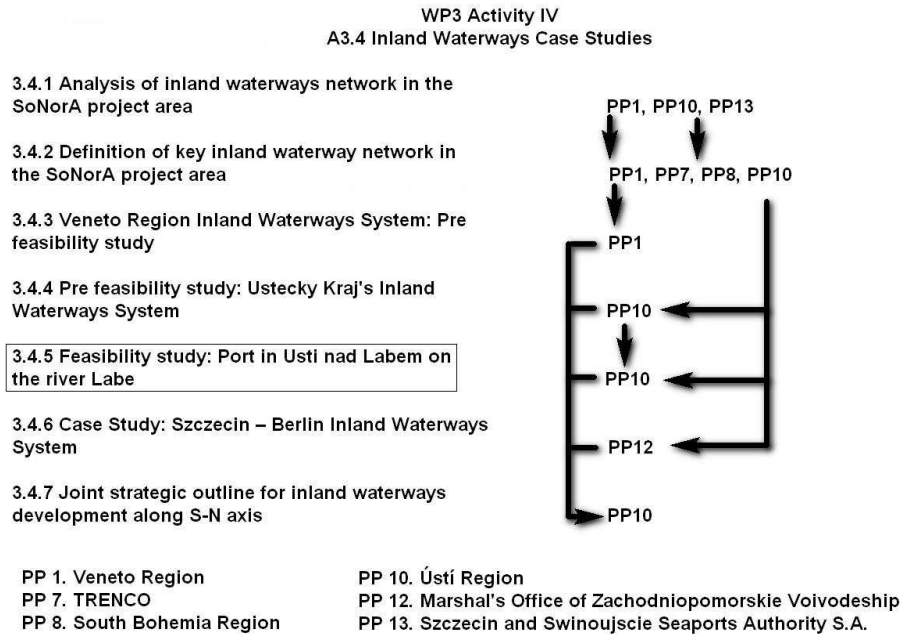 WP3 Activity IV
A3.4 Inland Waterways Case Studies
3.4.1 Analysis of inland waterways network in the
SoNorA project area
PP1, PP10, PP13
3.4.2 Definition of key inland waterway network in
the SoNorA project area
PP1, PP7, PP8, PP10
3.4.3 Veneto Region Inland Waterways System: Pre
feasibility study
PP1
3.4.4 Pre feasibility study: Ustecky Kraj's Inland
Waterways System
PP10
3.4.5 Feasibility study: Port in Usti nad Labem on
the river Labe
PP10
3.4.6 Case Study: Szczecin – Berlin Inland Waterways
System
PP12
3.4.7 Joint strategic outline for inland waterways
development along S-N axis
PP10
PP 1. Veneto Region
PP 7. TRENCO
PP 8. South Bohemia Region
PP 10. Ústí Region
PP 12. Marshal's Office of Zachodniopomorskie Voivodeship
PP 13. Szczecin and Swinoujscie Seaports Authority S.A.